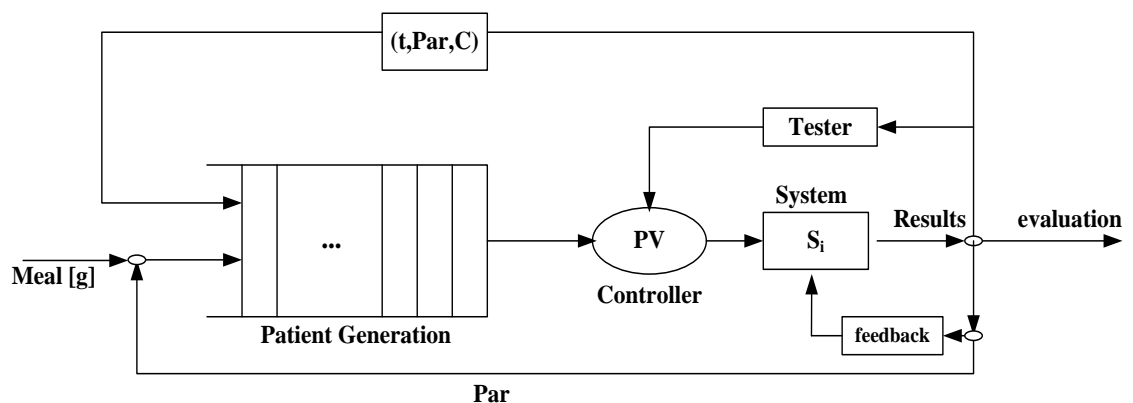 (t,Par,C)
Tester
System
Results
evaluation
...
PV
Si
Meal [g]
Controller
Patient Generation
feedback
Par